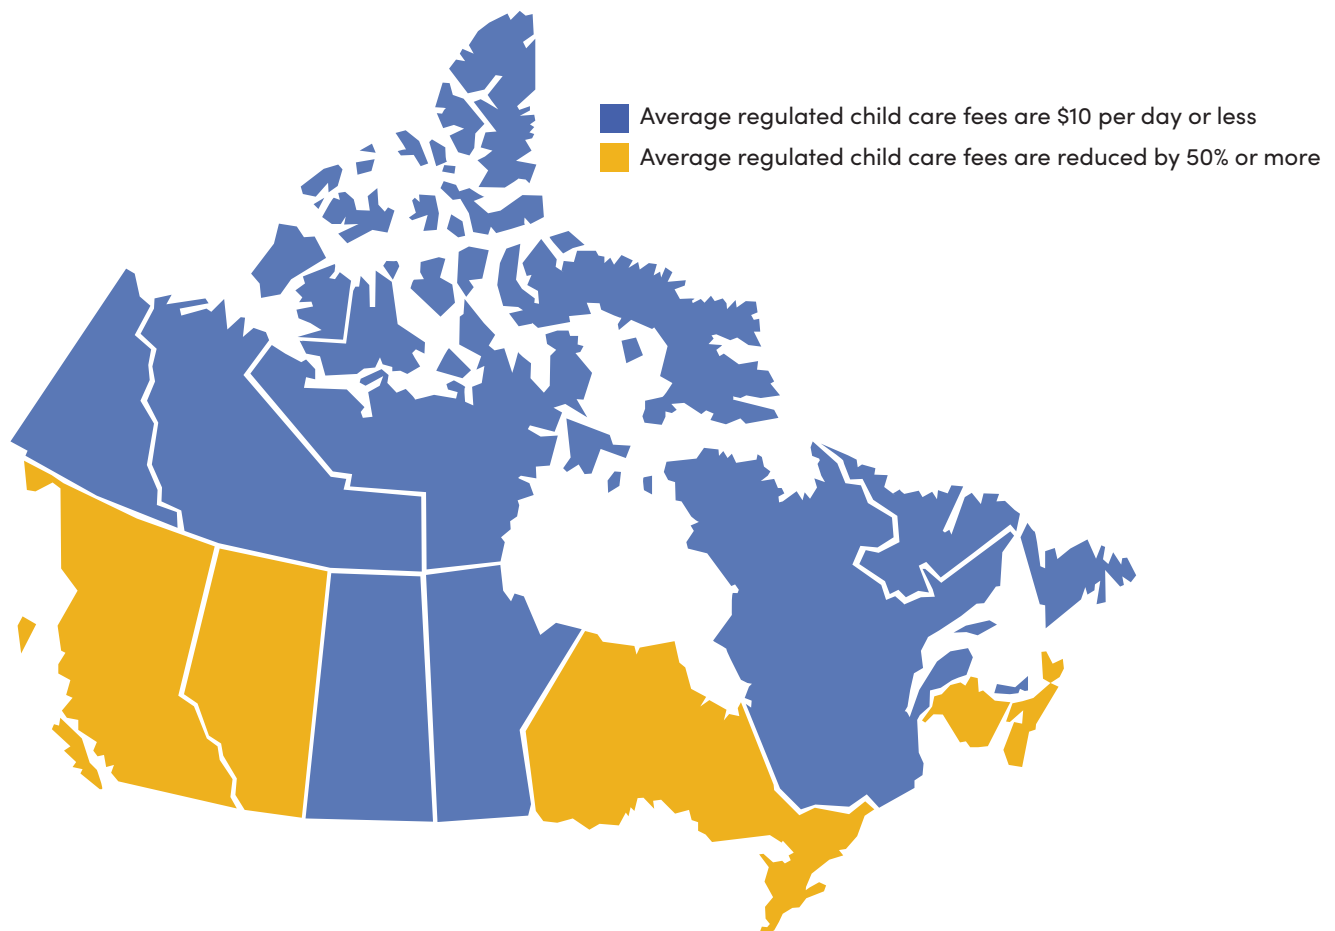 Average regulated child care fees are $10 per day or less
Average regulated child care fees are reduced by 50% or more